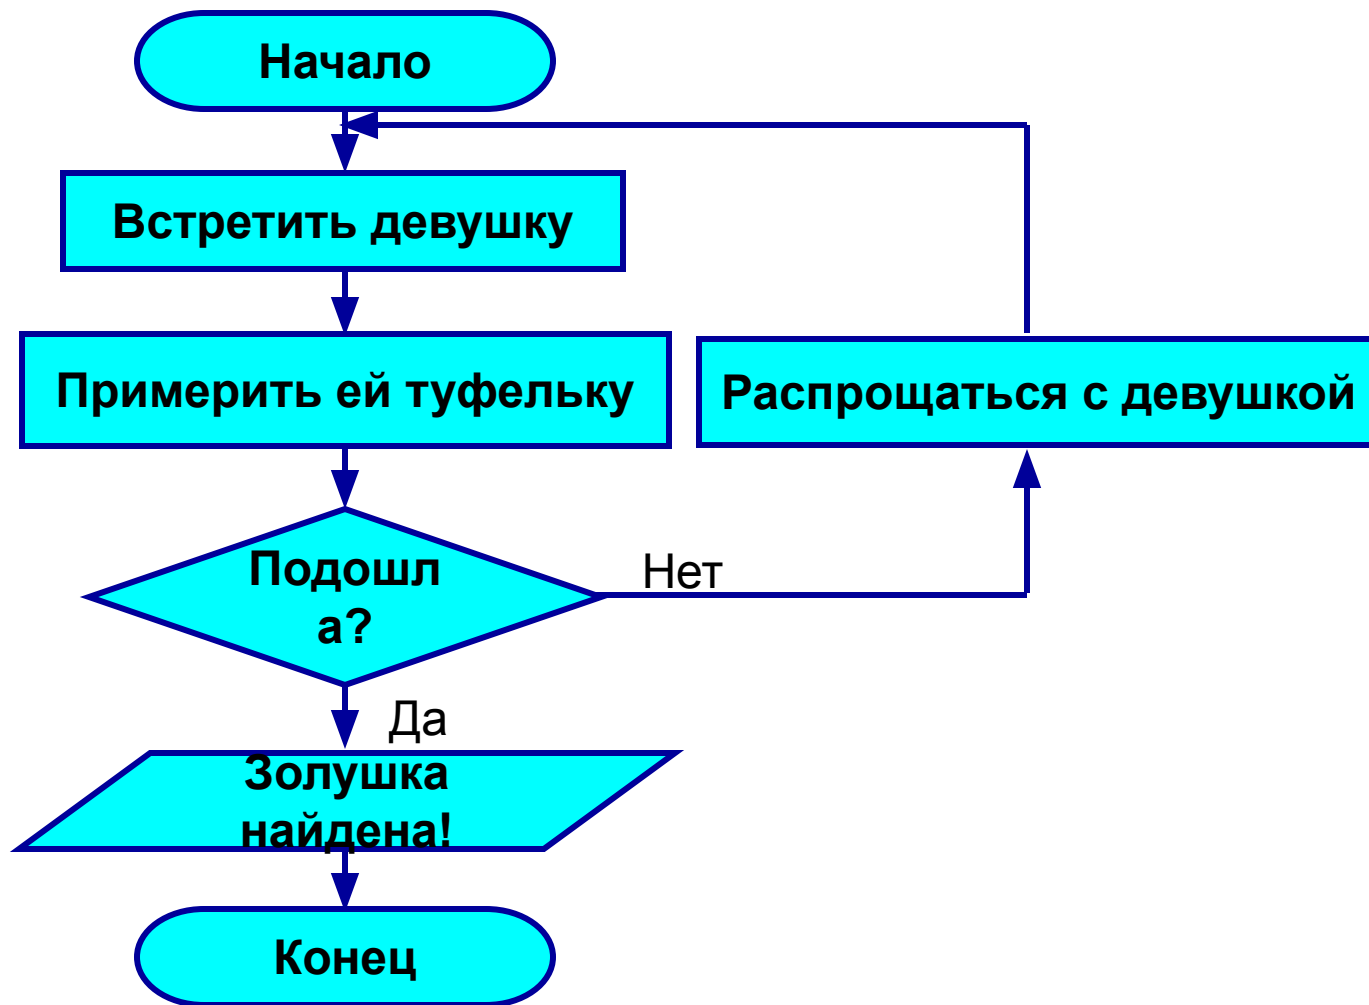 Начало
Встретить девушку
Примерить ей туфельку
Распрощаться с девушкой
Подошл
а?
Нет
Да
Золушка
найдена!
Конец